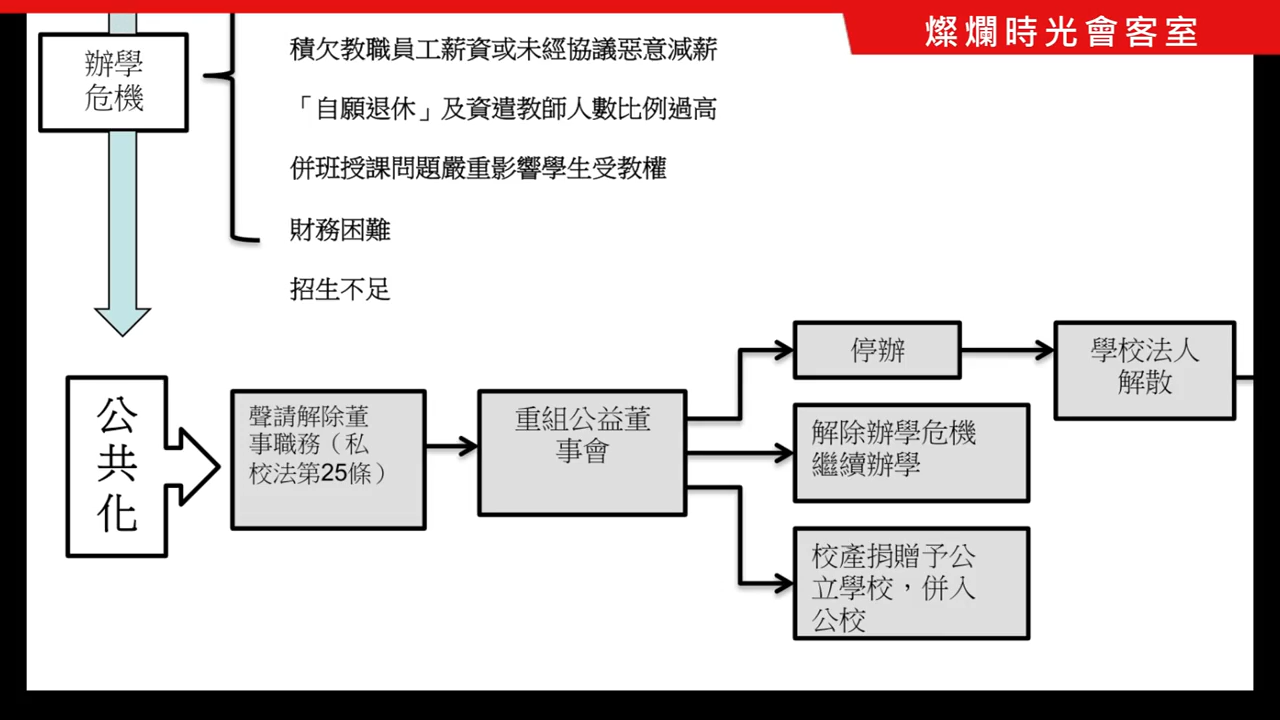 燦爛時光會客室
辦學
危機
積欠教職員工薪資或未經協議惡意減薪
「自願退休」及資遣教師人數比例過高
併班授課問題嚴重影響學生受教權
財務困難
招生不足
公
共
化
聲請解除董
事職務（私
校法第25條）
重組公益董
事會
停辦
學校法人
解散
解除辦學危機
繼續辦學
校產捐贈予公
立學校，併入
公校